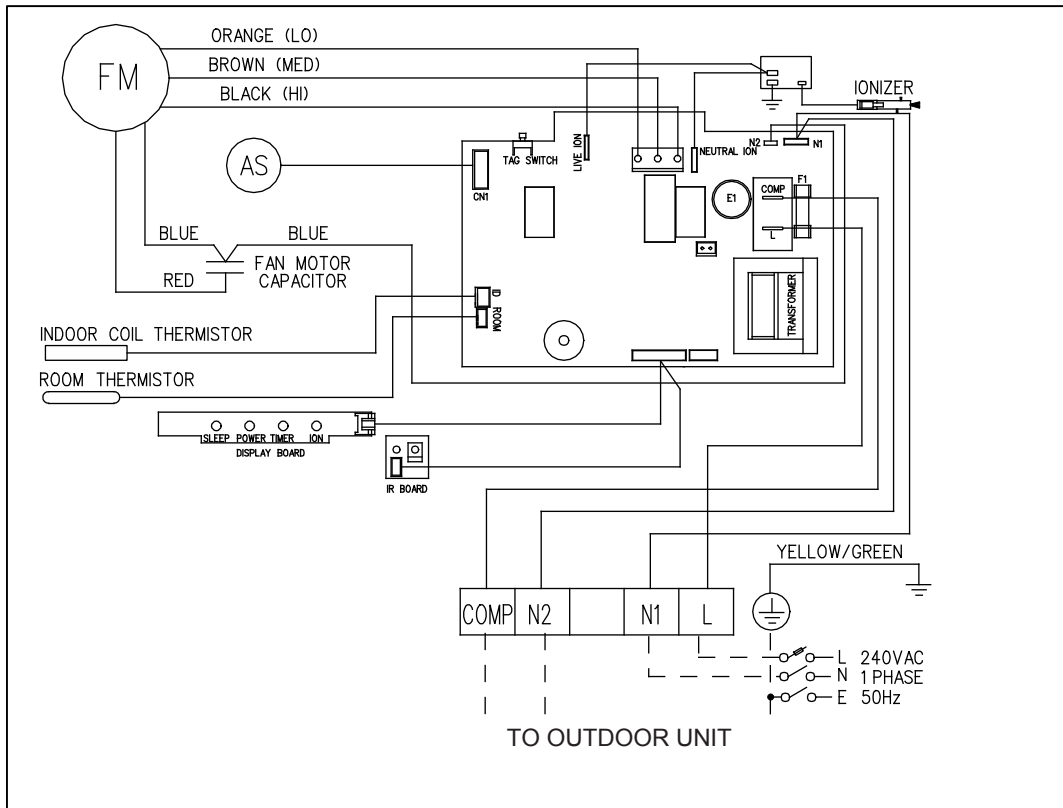 ORANGE (LO)
BROWN (MED)
BLACK (HI)
FM
IONIZER
AS
TAG SWITCH
LIVE ION
NEUTRAL ION
N2
N1
CN1
E1
COMP
F1
L
BLUE
BLUE
FAN MOTOR
CAPACITOR
RED
ID
ROOM
TRANSFORMER
INDOOR COIL THERMISTOR
ROOM THERMISTOR
SLEEP POWER TIMER ION
DISPLAY BOARD
IR BOARD
YELLOW/GREEN
COMP N2 N1 L
L 240VAC
N 1 PHASE
E 50Hz
TO OUTDOOR UNIT